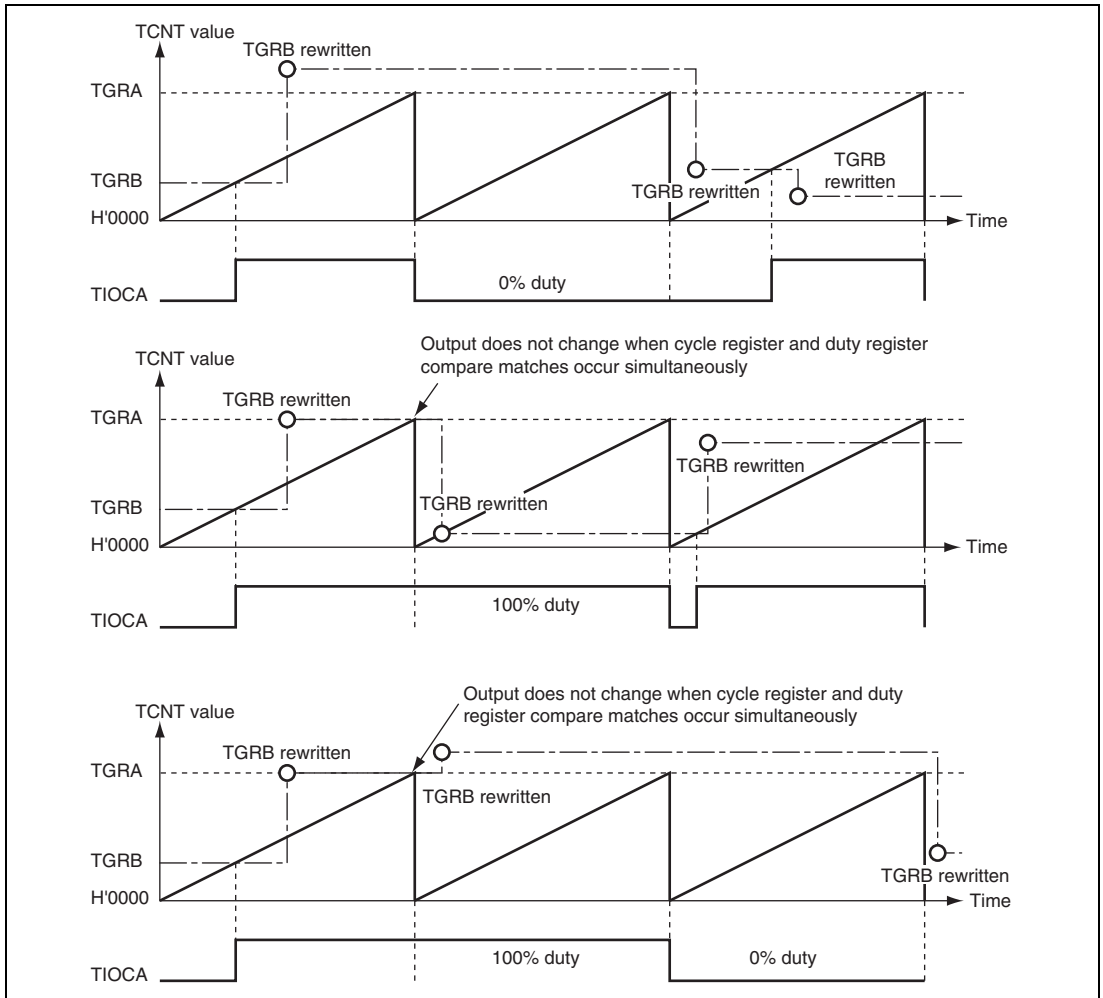 TCNT value
TGRB rewritten
TGRA
TGRB
rewritten
TGRB
TGRB rewritten
H'0000
Time
0% duty
TIOCA
Output does not change when cycle register and duty register
compare matches occur simultaneously
TCNT value
TGRB rewritten
TGRA
TGRB rewritten
TGRB
TGRB rewritten
H'0000
Time
100% duty
TIOCA
Output does not change when cycle register and duty
register compare matches occur simultaneously
TCNT value
TGRB rewritten
TGRA
TGRB rewritten
TGRB
TGRB rewritten
H'0000
Time
100% duty
0% duty
TIOCA